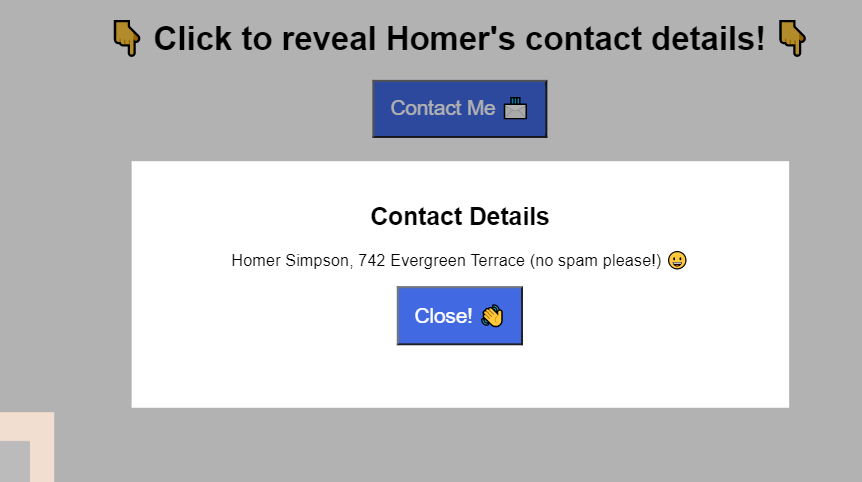 👇 Click to reveal Homer's contact details! 👇
Contact Me 📨
Contact Details
Homer Simpson, 742 Evergreen Terrace (no spam please!) 😀
Close! 👋